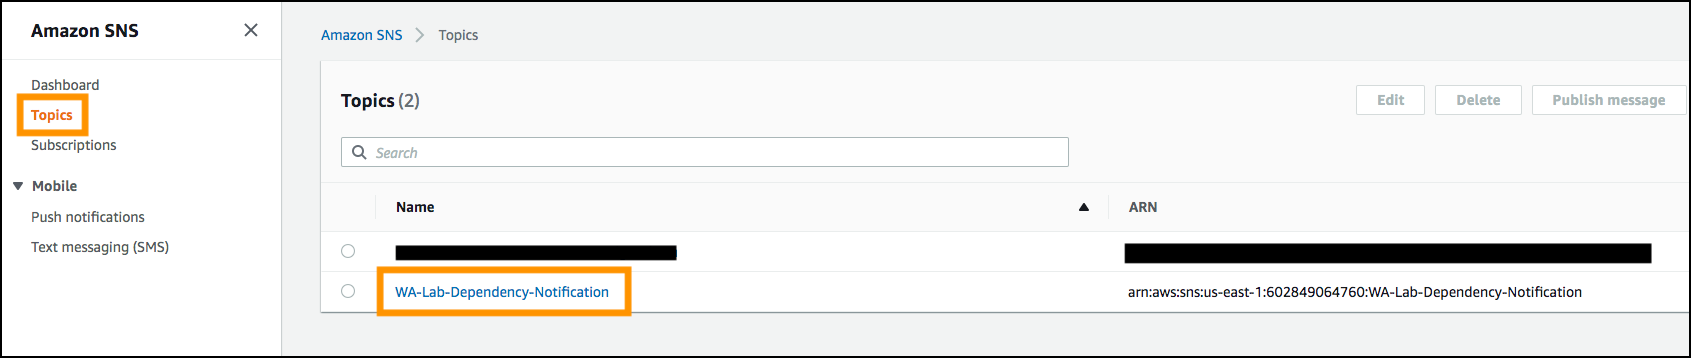 Amazon SNS
Dashboard
Topics
Subscriptions
Mobile
Push notifications
Text messaging (SMS)
Amazon SNS > Topics
Topics (2)
Edit
Delete
Publish message
Search
Name
ARN
WA-Lab-Dependency-Notification
arn:aws:sns:us-east-1:602849064760:WA-Lab-Dependency-Notification